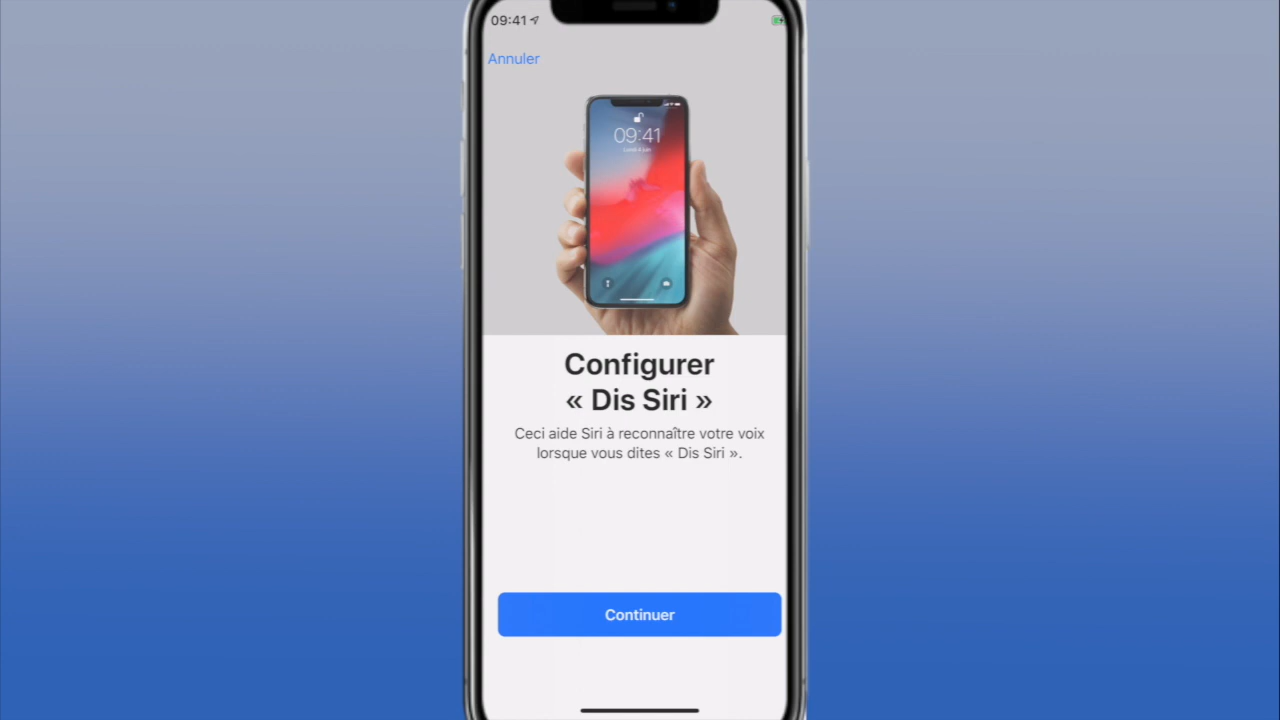 09:41
Annuler
09:41
Configurer
« Dis Siri »
Ceci aide Siri à reconnaître votre voix
lorsque vous dites « Dis Siri ».
Continuer